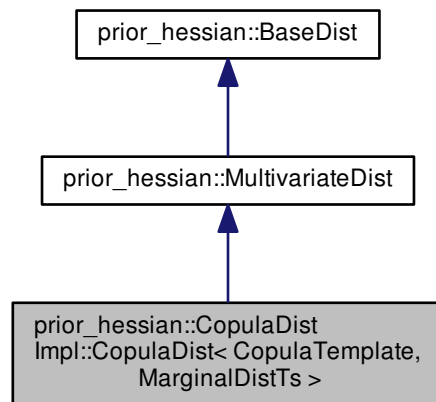 prior_hessian::BaseDist
prior_hessian::MultivariateDist
prior_hessian::CopulaDist
Impl::CopulaDist< CopulaTemplate,
MarginalDistTs >